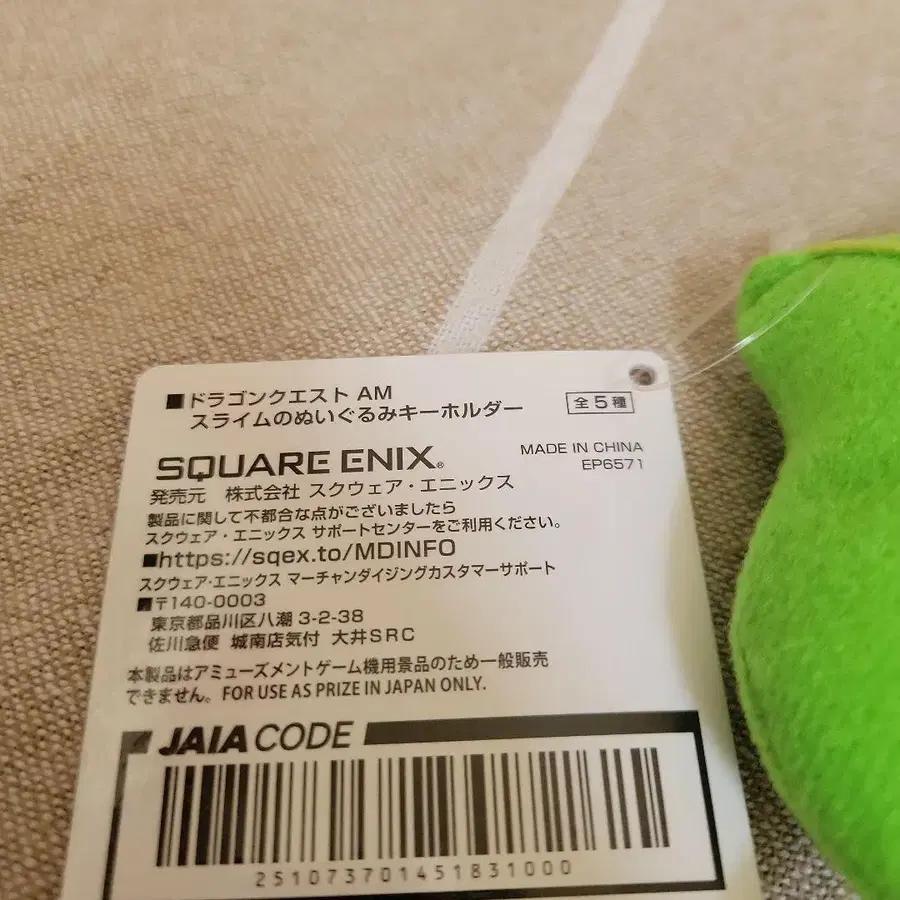 ■ドラゴンクエスト AM
スライムのぬいぐるみキーホルダー
全5種
SQUARE ENIX®
MADE IN CHINA
EP6571
発売元 株式会社 スクウェア・エニックス
製品に関して不都合な点がございましたら
スクウェア・エニックス サポートセンターをご利用ください。
■https://sqex.to/MDINFO
スクウェア・エニックス マーチャンダイジングカスタマーサポート
■〒140-0003
東京都品川区八潮 3-2-38
佐川急便 城南店気付 大井SRC
本製品はアミューズメントゲーム機用景品のため一般販売
できません。FOR USE AS PRIZE IN JAPAN ONLY.
JAIA CODE
251073701451831000